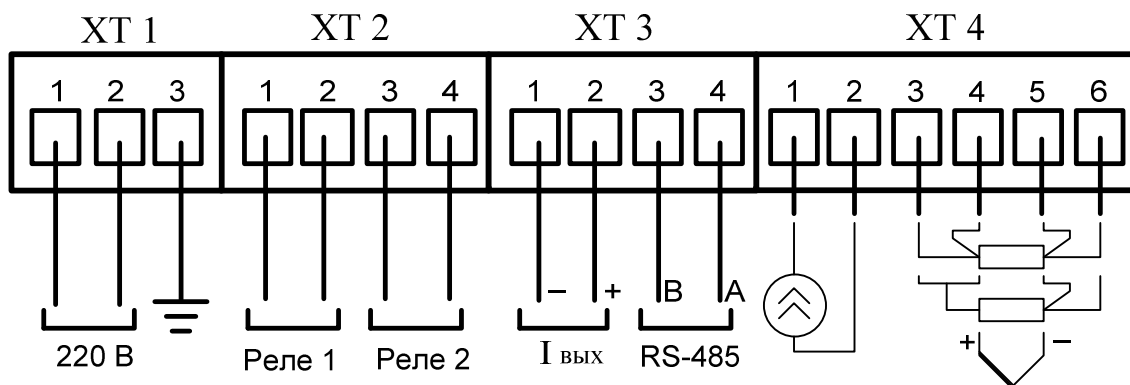 XT 1 XT 2 XT 3 XT 4
1 2 3 1 2 3 4 1 2 3 4 1 2 3 4 5 6
– + B A
220 В Реле 1 Реле 2 I вых RS-485 + –